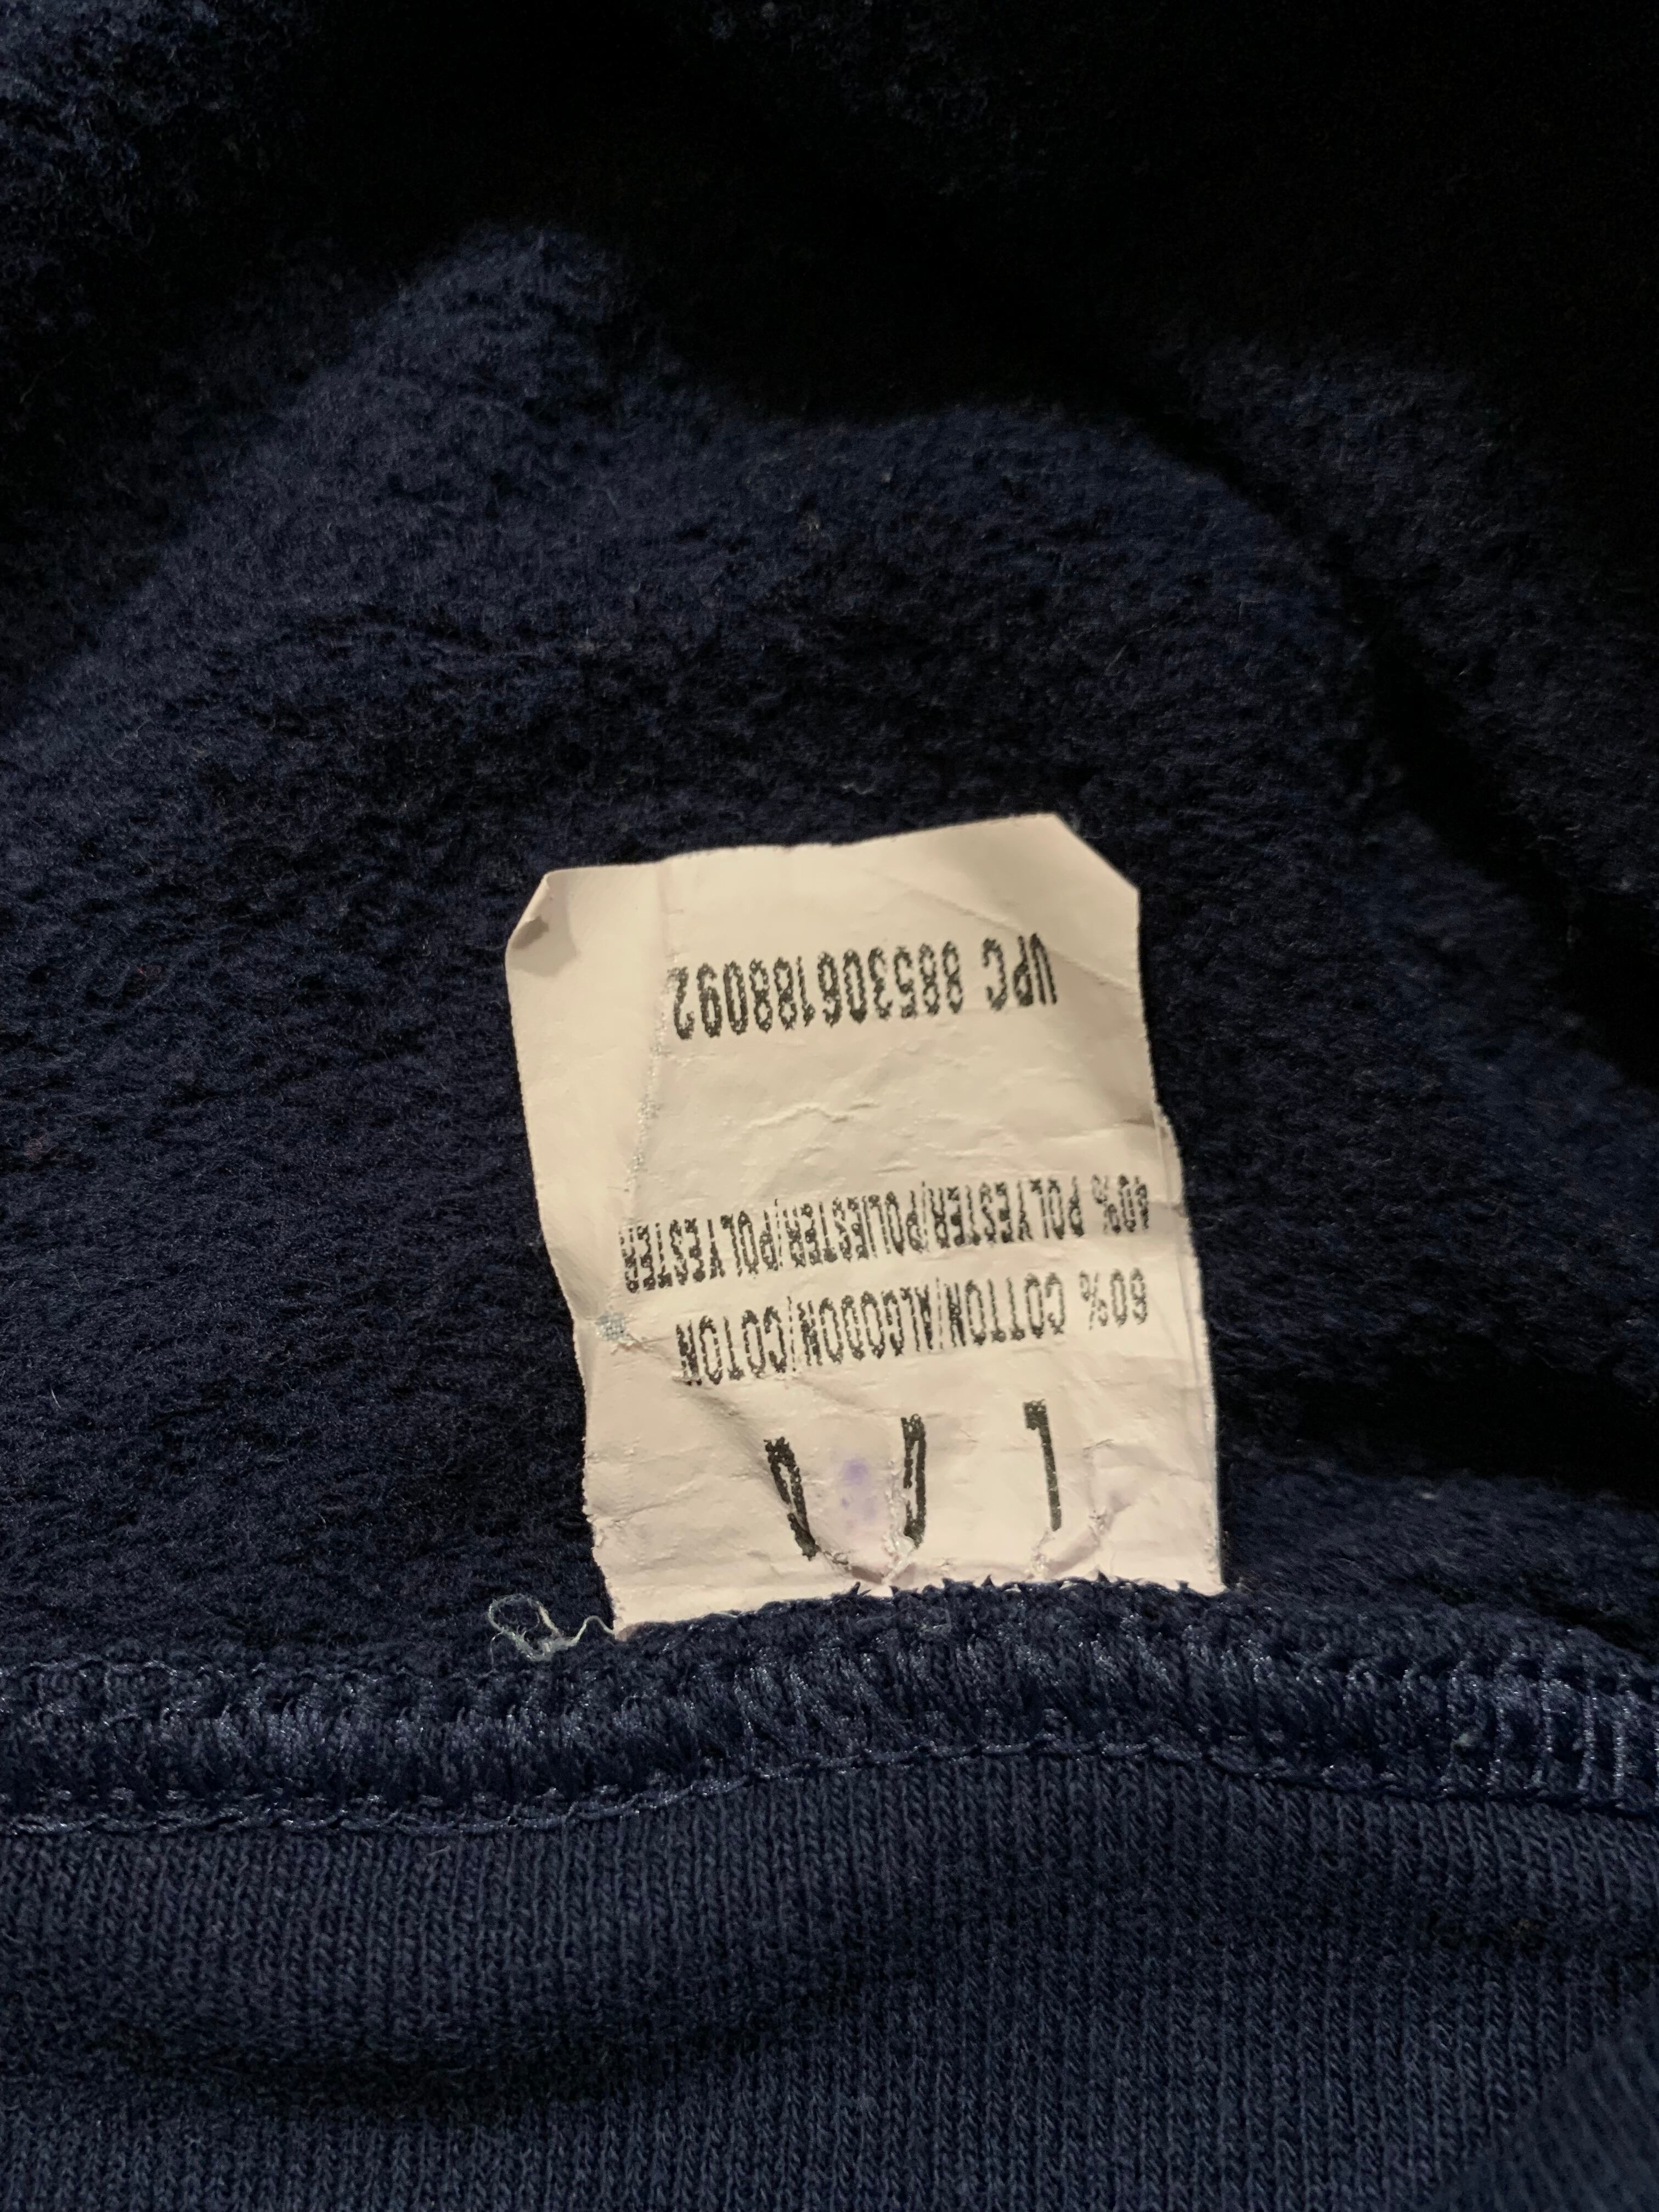 L G G
60% COTTON/ALGODON/COTON
40% POLYESTER/POLIESTER/POLYESTER
UPC 885306188092